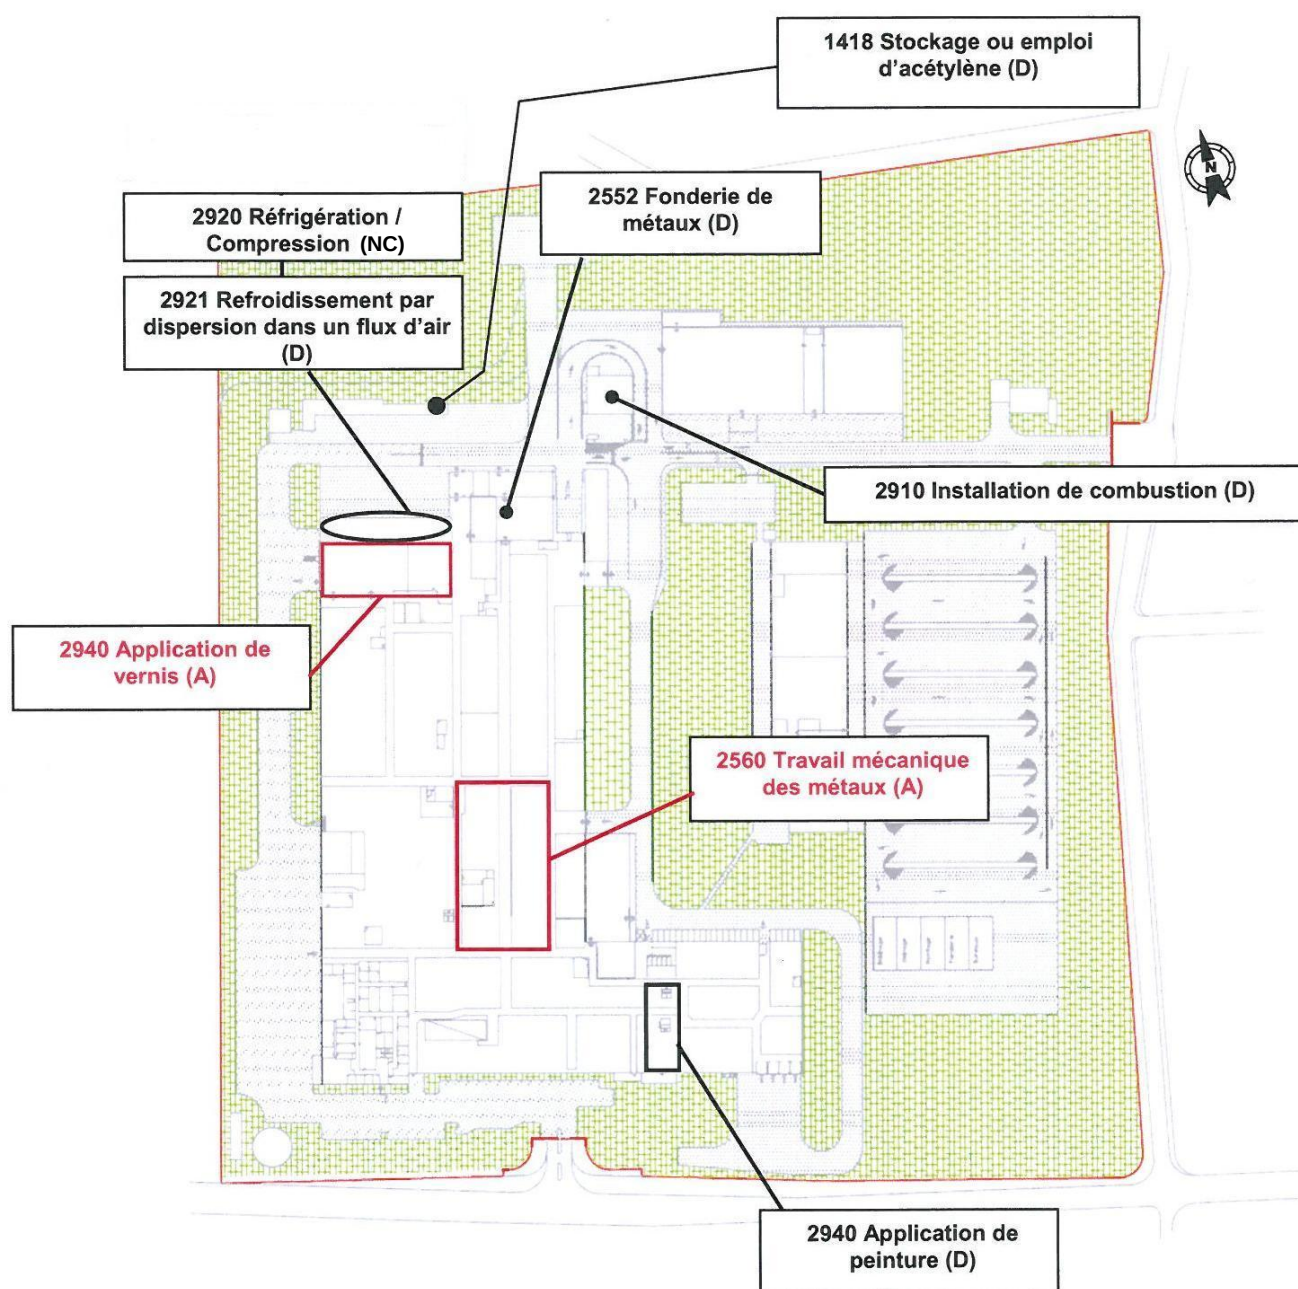 1418 Stockage ou emploi
d’acétylène (D)
N
2920 Réfrigération /
Compression (NC)
2552 Fonderie de
métaux (D)
2921 Refroidissement par
dispersion dans un flux d’air
(D)
2910 Installation de combustion (D)
2940 Application de
vernis (A)
2560 Travail mécanique
des métaux (A)
2940 Application de
peinture (D)